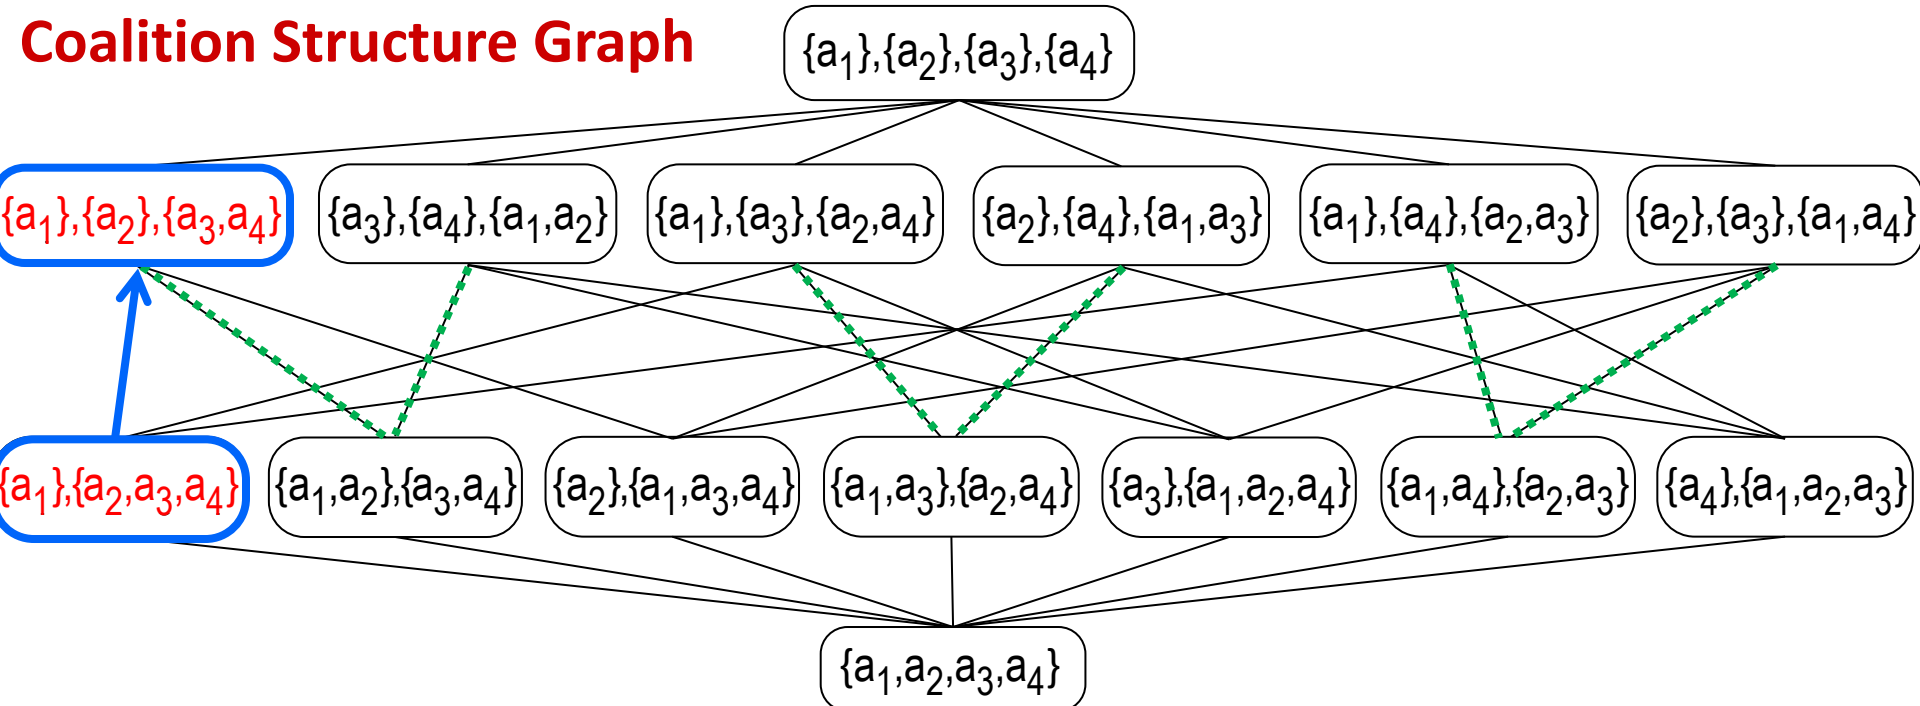 Coalition Structure Graph
{a₁},{a₂},{a₃},{a₄}
{a₁},{a₂},{a₃,a₄}
{a₃},{a₄},{a₁,a₂}
{a₁},{a₃},{a₂,a₄}
{a₂},{a₄},{a₁,a₃}
{a₁},{a₄},{a₂,a₃}
{a₂},{a₃},{a₁,a₄}
{a₁},{a₂,a₃,a₄}
{a₁,a₂},{a₃,a₄}
{a₂},{a₁,a₃,a₄}
{a₁,a₃},{a₂,a₄}
{a₃},{a₁,a₂,a₄}
{a₁,a₄},{a₂,a₃}
{a₄},{a₁,a₂,a₃}
{a₁,a₂,a₃,a₄}